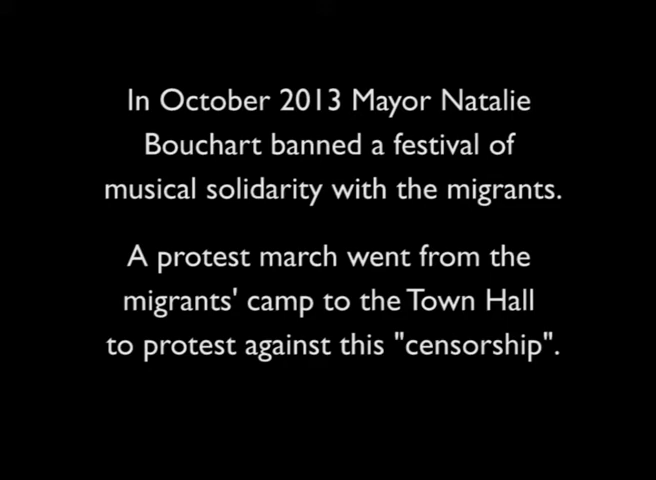 In October 2013 Mayor Natalie
Bouchart banned a festival of
musical solidarity with the migrants.
A protest march went from the
migrants' camp to the Town Hall
to protest against this "censorship".